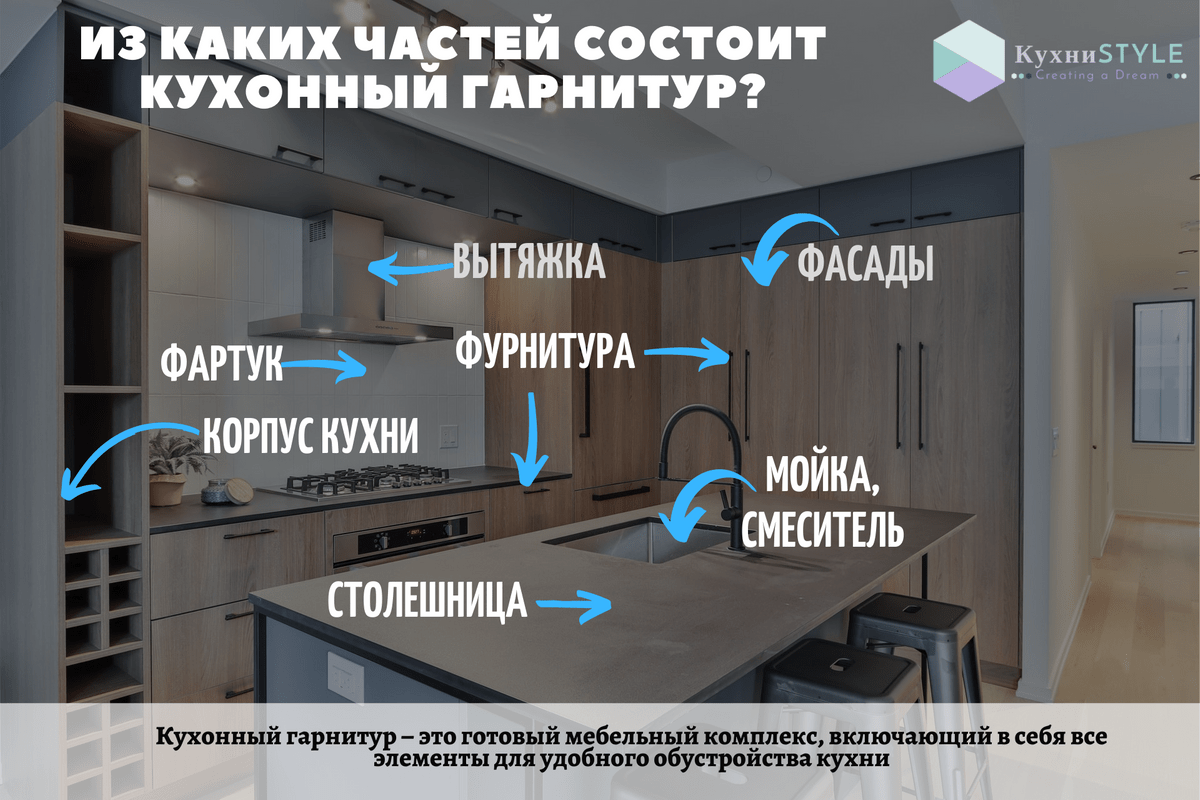 ИЗ КАКИХ ЧАСТЕЙ СОСТОИТ
КУХОННЫЙ ГАРНИТУР?
КухниSTYLE
Creating a Dream
ВЫТЯЖКА
ФАСАДЫ
ФАРТУК
ФУРНИТУРА
КОРПУС КУХНИ
МОЙКА,
СМЕСИТЕЛЬ
СТОЛЕШНИЦА
Кухонный гарнитур – это готовый мебельный комплекс, включающий в себя все
элементы для удобного обустройства кухни